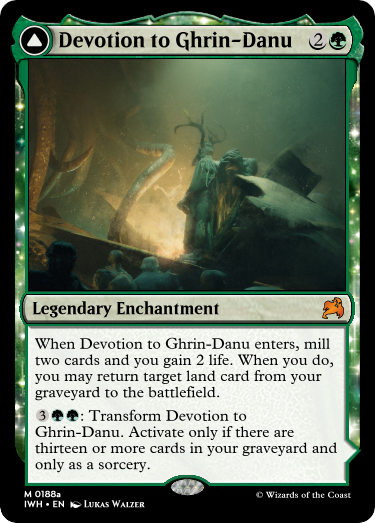 Devotion to Ghrin-Danu 2
Legendary Enchantment
When Devotion to Ghrin-Danu enters, mill
two cards and you gain 2 life. When you do,
you may return target land card from your
graveyard to the battlefield.
3: Transform Devotion to
Ghrin-Danu. Activate only if there are
thirteen or more cards in your graveyard and
only as a sorcery.
M 0188a
IWH • EN Lukas Walzer
© Wizards of the Coast